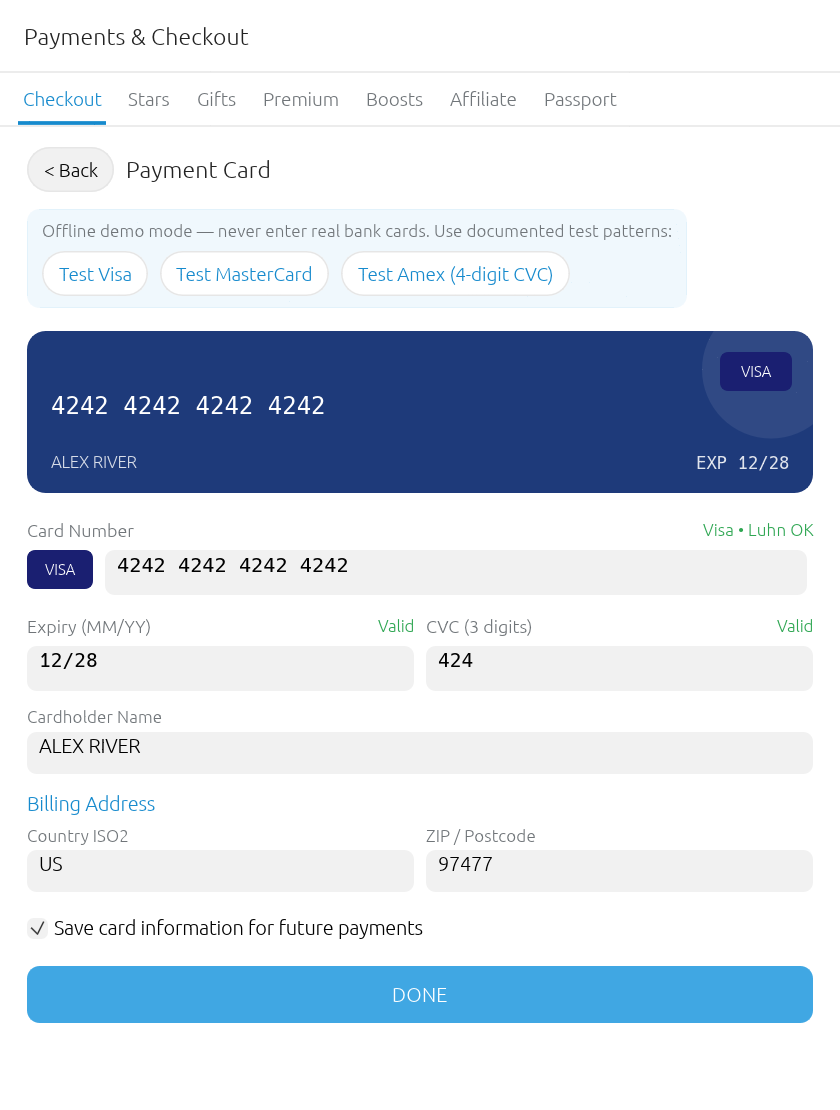 Payments & Checkout
Checkout Stars Gifts Premium Boosts Affiliate Passport
< Back Payment Card
Offline demo mode — never enter real bank cards. Use documented test patterns:
Test Visa Test MasterCard Test Amex (4-digit CVC)
VISA
4242 4242 4242 4242
ALEX RIVER EXP 12/28
Card Number Visa • Luhn OK
VISA 4242 4242 4242 4242
Expiry (MM/YY) Valid CVC (3 digits) Valid
12/28 424
Cardholder Name
ALEX RIVER
Billing Address
Country ISO2 ZIP / Postcode
US 97477
Save card information for future payments
DONE